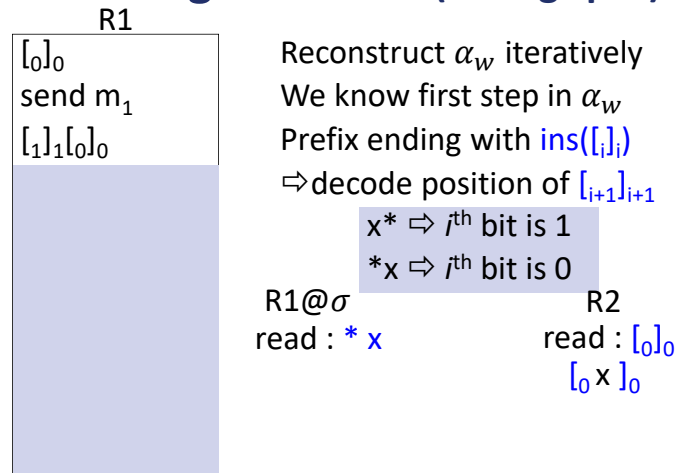 R1
[₀]₀
send m₁
[₁]₁[₀]₀
Reconstruct α_w iteratively
We know first step in α_w
Prefix ending with ins([ᵢ]ᵢ)
⇨decode position of [ᵢ₊₁]ᵢ₊₁
x* ⇨ iᵗʰ bit is 1
*x ⇨ iᵗʰ bit is 0
R1@σ
read : * x
R2
read : [₀]₀
[₀ x ]₀